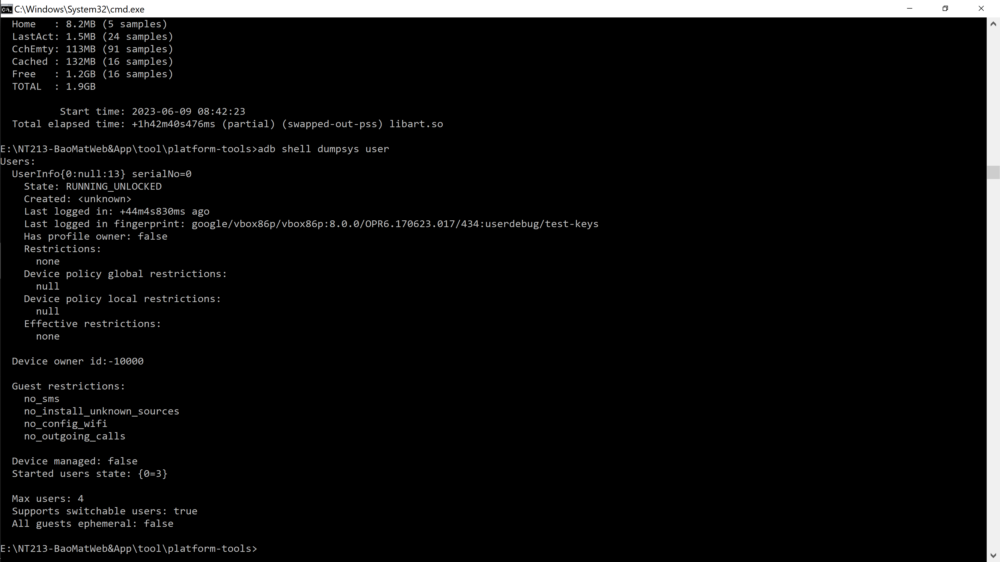 C:\Windows\System32\cmd.exe
Home   : 8.2MB (5 samples)
LastAct: 1.5MB (24 samples)
CchEmty: 113MB (91 samples)
Cached : 132MB (16 samples)
Free   : 1.2GB (16 samples)
TOTAL  : 1.9GB
Start time: 2023-06-09 08:42:23
Total elapsed time: +1h42m40s476ms (partial) (swapped-out-pss) libart.so
E:\NT213-BaoMatWeb&App\tool\platform-tools>adb shell dumpsys user
Users:
UserInfo{0:null:13} serialNo=0
State: RUNNING_UNLOCKED
Created: <unknown>
Last logged in: +44m4s830ms ago
Last logged in fingerprint: google/vbox86p/vbox86p:8.0.0/OPR6.170623.017/434:userdebug/test-keys
Has profile owner: false
Restrictions:
none
Device policy global restrictions:
null
Device policy local restrictions:
null
Effective restrictions:
none
Device owner id:-10000
Guest restrictions:
no_sms
no_install_unknown_sources
no_config_wifi
no_outgoing_calls
Device managed: false
Started users state: {0=3}
Max users: 4
Supports switchable users: true
All guests ephemeral: false
E:\NT213-BaoMatWeb&App\tool\platform-tools>